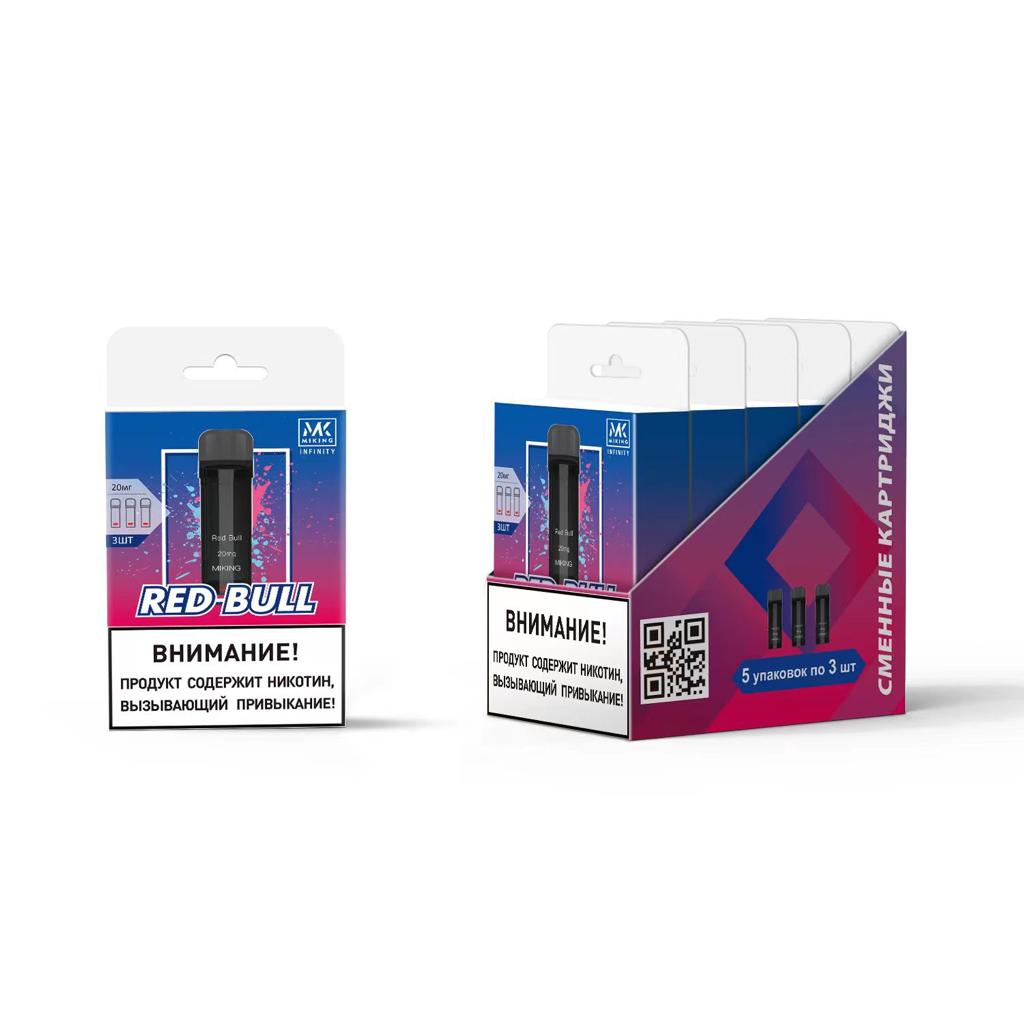 MK
MIKING
INFINITY
20мг
3ШТ
Red Bull
20mg
MIKING
RED BULL
ВНИМАНИЕ!
ПРОДУКТ СОДЕРЖИТ НИКОТИН,
ВЫЗЫВАЮЩИЙ ПРИВЫКАНИЕ!
MK
MIKING
INFINITY
20мг
3ШТ
Red Bull
20mg
MIKING
RED BULL
ВНИМАНИЕ!
ПРОДУКТ СОДЕРЖИТ НИКОТИН,
ВЫЗЫВАЮЩИЙ ПРИВЫКАНИЕ!
СМЕННЫЕ КАРТРИДЖИ
5 упаковок по 3 шт